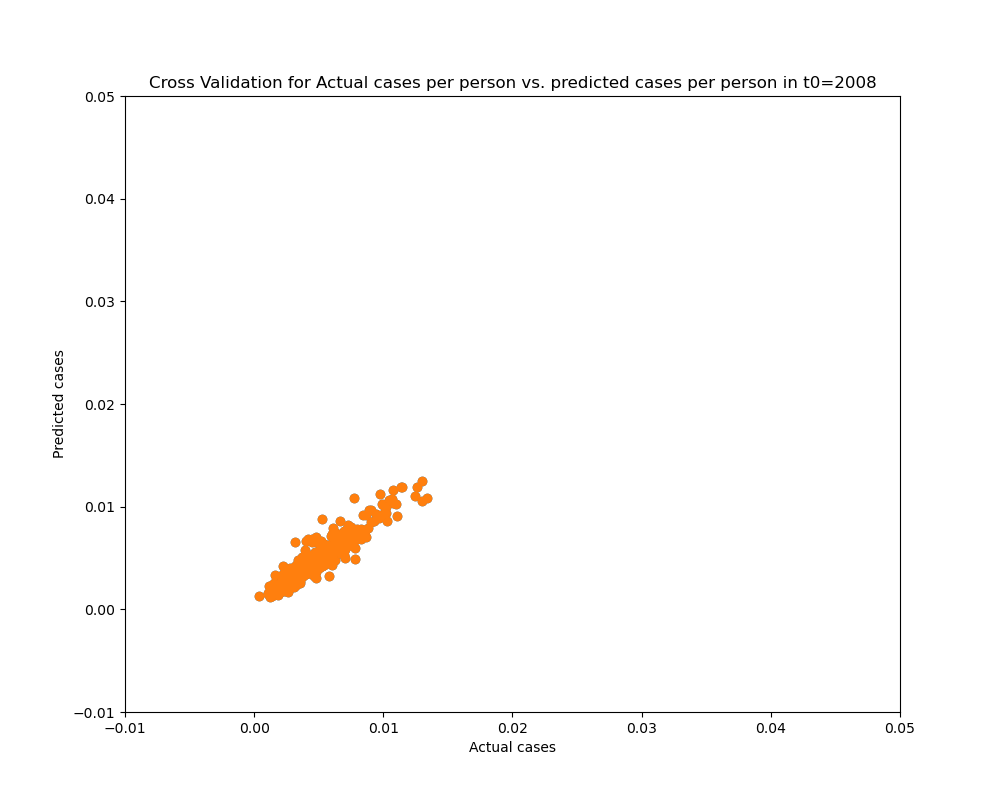 Cross Validation for Actual cases per person vs. predicted cases per person in t0=2008
0.05
0.04
0.03
0.02
0.01
0.00
−0.01
Predicted cases
−0.01 0.00 0.01 0.02 0.03 0.04 0.05
Actual cases